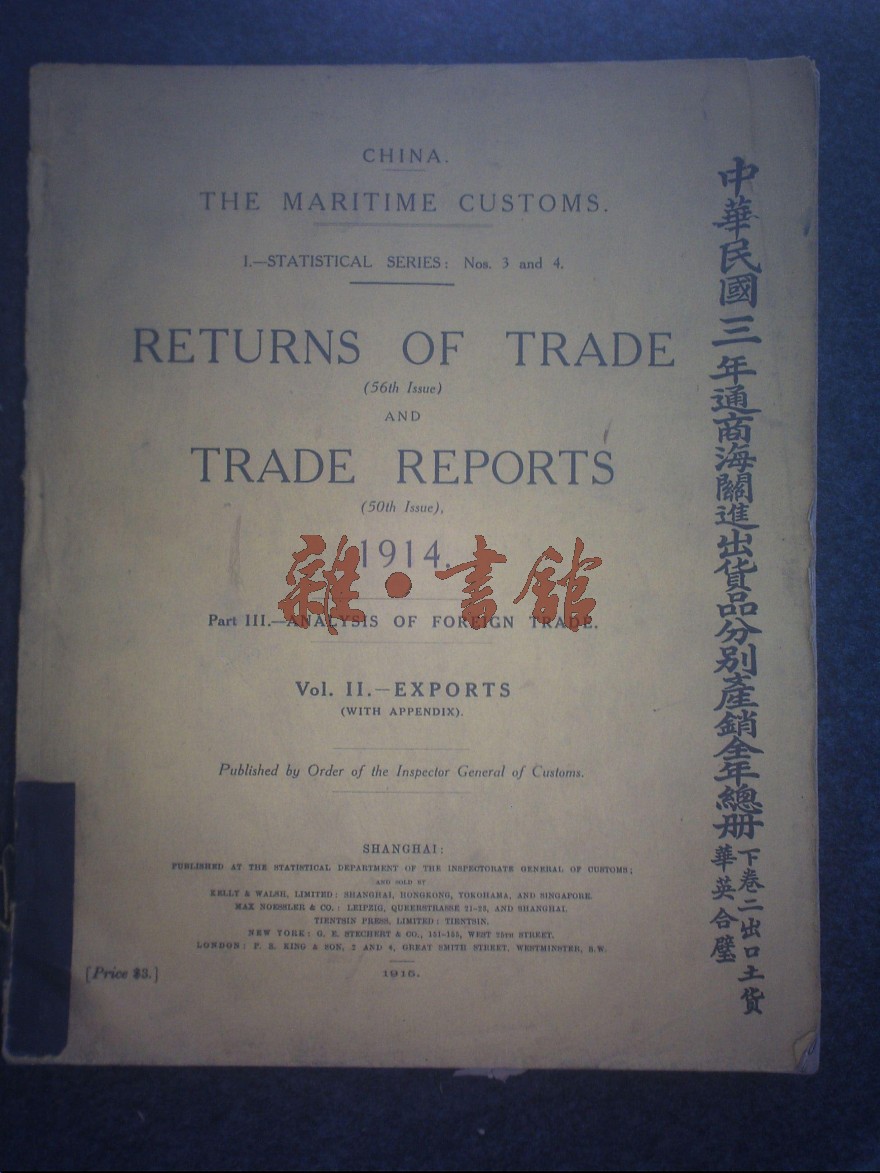 CHINA.
THE MARITIME CUSTOMS.
I.—STATISTICAL SERIES: Nos. 3 and 4.
RETURNS OF TRADE
(56th Issue)
AND
TRADE REPORTS
(50th Issue),
1914.
雜·書館
Part III.—ANALYSIS OF FOREIGN TRADE.
Vol. II.—EXPORTS
(WITH APPENDIX).
Published by Order of the Inspector General of Customs.
SHANGHAI:
PUBLISHED AT THE STATISTICAL DEPARTMENT OF THE INSPECTORATE GENERAL OF CUSTOMS;
AND SOLD BY
KELLY & WALSH, LIMITED: SHANGHAI, HONGKONG, YOKOHAMA, AND SINGAPORE.
MAX NOESSLER & CO.: LEIPZIG, QUERSTRASSE 21-23, AND SHANGHAI.
TIENTSIN PRESS, LIMITED: TIENTSIN.
NEW YORK: G. E. STECHERT & CO., 151-155, WEST 25TH STREET.
LONDON: P. S. KING & SON, 2 AND 4, GREAT SMITH STREET, WESTMINSTER, S.W.
1915.
[Price $3.]
中華民國三年通商海關進出貨品分別產銷全年總册
下卷二出口土货
華英合璧